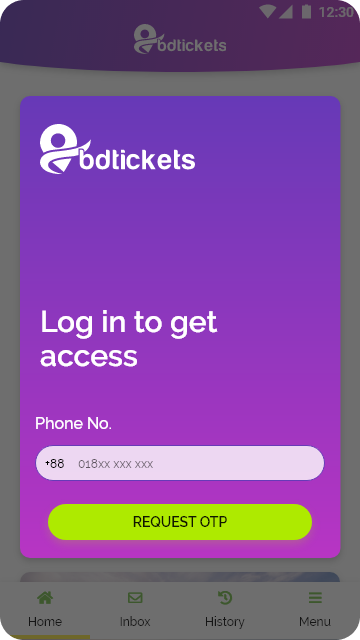 12:30
bdtickets
bdtickets
Log in to get
access
Phone No.
+88 018xx xxx xxx
REQUEST OTP
Home Inbox History Menu